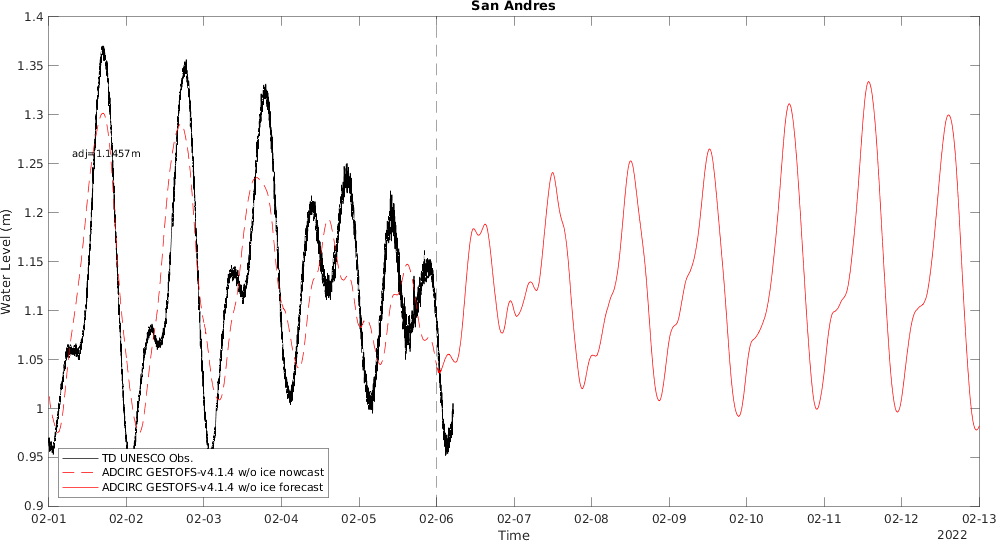 San Andres
1.4
1.35
1.3
adj=1.1457m
1.25
1.2
1.15
1.1
1.05
1
0.95
0.9
Water Level (m)
TD UNESCO Obs.
ADCIRC GESTOFS-v4.1.4 w/o ice nowcast
ADCIRC GESTOFS-v4.1.4 w/o ice forecast
02-01 02-02 02-03 02-04 02-05 02-06 02-07 02-08 02-09 02-10 02-11 02-12 02-13
Time
2022